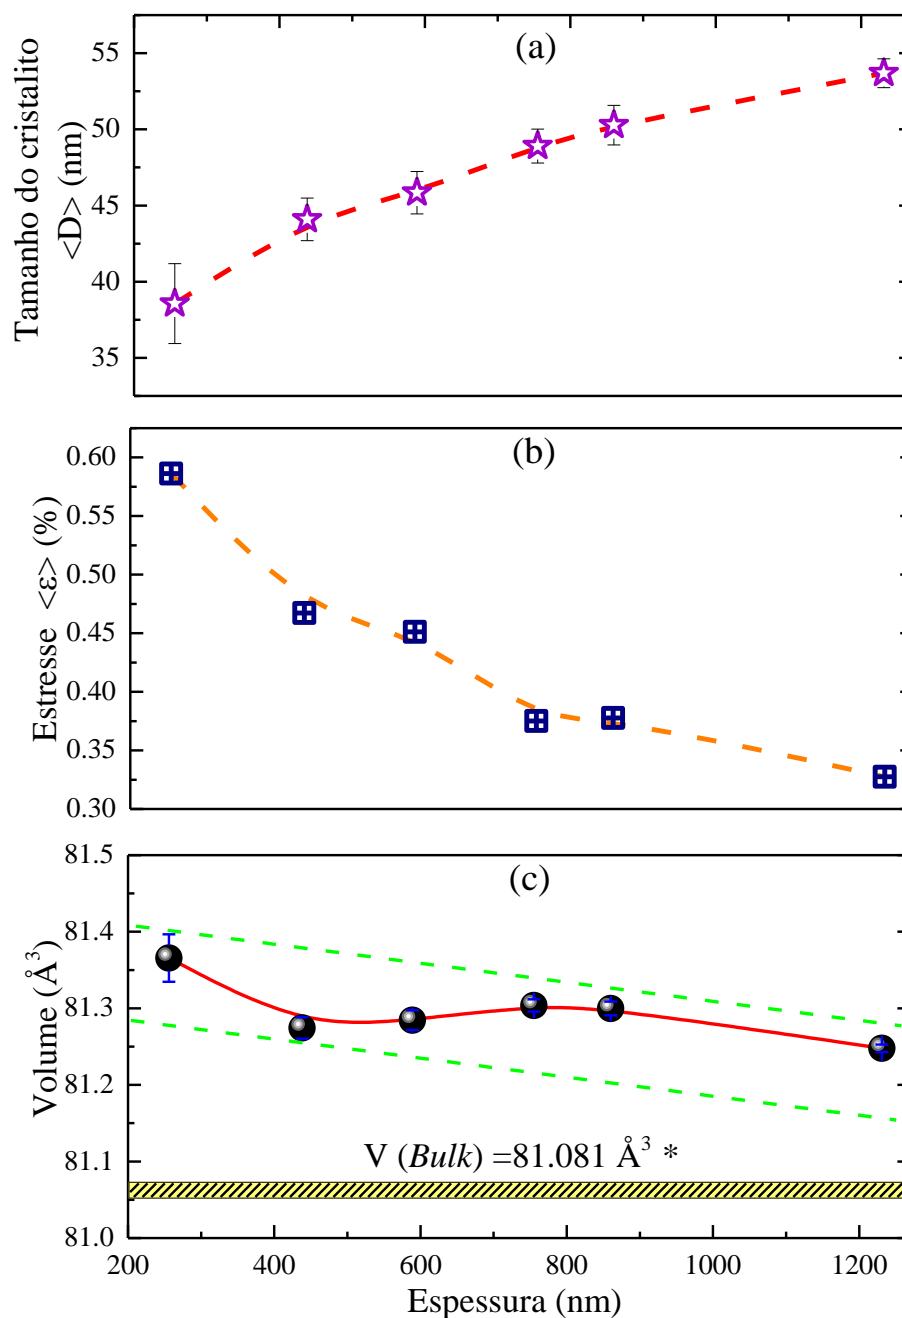 (a)
Tamanho do cristalito
<D> (nm)
55
50
45
40
35
(b)
Estresse <ε> (%)
0.60
0.55
0.50
0.45
0.40
0.35
0.30
(c)
Volume (Å³)
81.5
81.4
81.3
81.2
81.1
81.0
V (Bulk) =81.081 Å³ *
200 400 600 800 1000 1200
Espessura (nm)